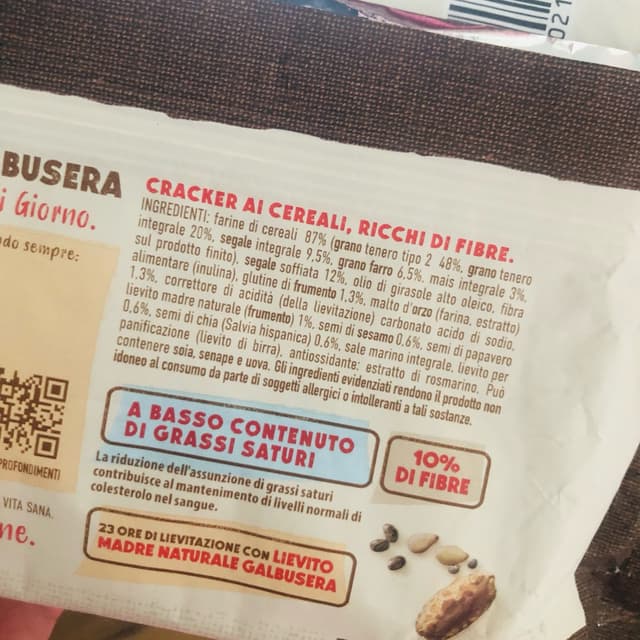 021
BUSERA
i Giorno.
do sempre:
PROFONDIMENTI
VITA SANA.
ne.
CRACKER AI CEREALI, RICCHI DI FIBRE.
INGREDIENTI: farine di cereali 87% (grano tenero tipo 2 48%, grano tenero
integrale 20%, segale integrale 9,5%, grano farro 6,5%, mais integrale 3%,
sul prodotto finito), segale soffiata 12%, olio di girasole alto oleico, fibra
alimentare (inulina), glutine di frumento 1,3%, malto d'orzo (farina, estratto)
1,3%, correttore di acidità (della lievitazione) carbonato acido di sodio,
lievito madre naturale (frumento) 1%, semi di sesamo 0,6%, semi di papavero
0,6%, semi di chia (Salvia hispanica) 0,6%, sale marino integrale, lievito per
panificazione (lievito di birra), antiossidante: estratto di rosmarino. Può
contenere soia, senape e uova. Gli ingredienti evidenziati rendono il prodotto non
idoneo al consumo da parte di soggetti allergici o intolleranti a tali sostanze.
A BASSO CONTENUTO
DI GRASSI SATURI
La riduzione dell'assunzione di grassi saturi
contribuisce al mantenimento di livelli normali di
colesterolo nel sangue.
10%
DI FIBRE
23 ORE DI LIEVITAZIONE CON LIEVITO
MADRE NATURALE GALBUSERA